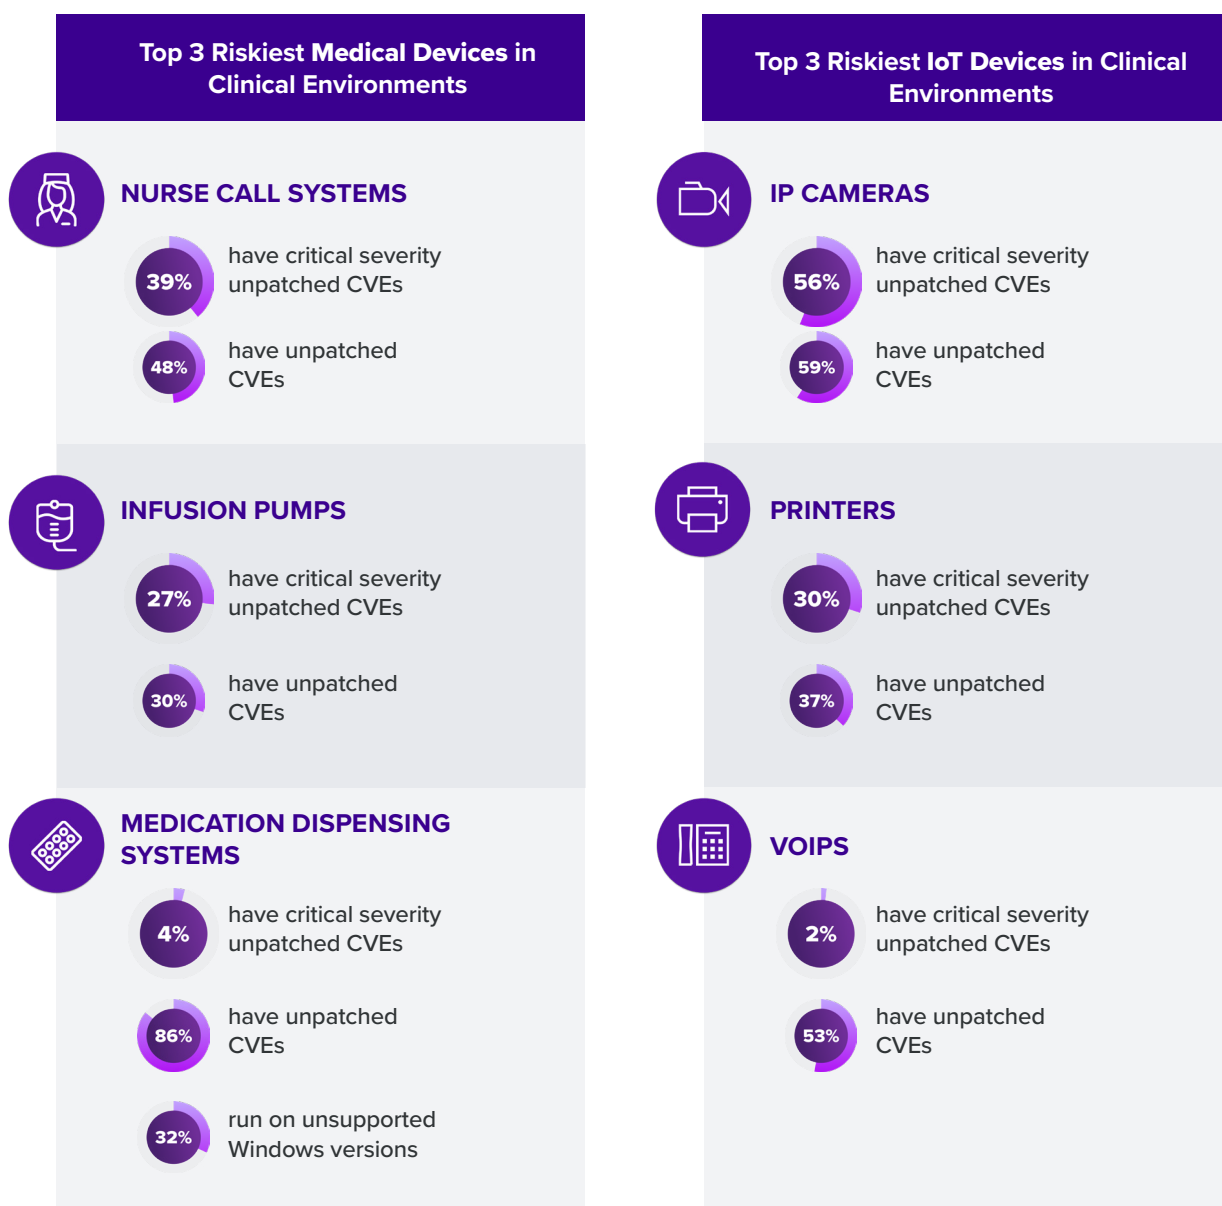 Top 3 Riskiest Medical Devices in
Clinical Environments
NURSE CALL SYSTEMS
39%
have critical severity
unpatched CVEs
48%
have unpatched
CVEs
INFUSION PUMPS
27%
have critical severity
unpatched CVEs
30%
have unpatched
CVEs
MEDICATION DISPENSING
SYSTEMS
4%
have critical severity
unpatched CVEs
86%
have unpatched
CVEs
32%
run on unsupported
Windows versions
Top 3 Riskiest IoT Devices in Clinical
Environments
IP CAMERAS
56%
have critical severity
unpatched CVEs
59%
have unpatched
CVEs
PRINTERS
30%
have critical severity
unpatched CVEs
37%
have unpatched
CVEs
VOIPS
2%
have critical severity
unpatched CVEs
53%
have unpatched
CVEs